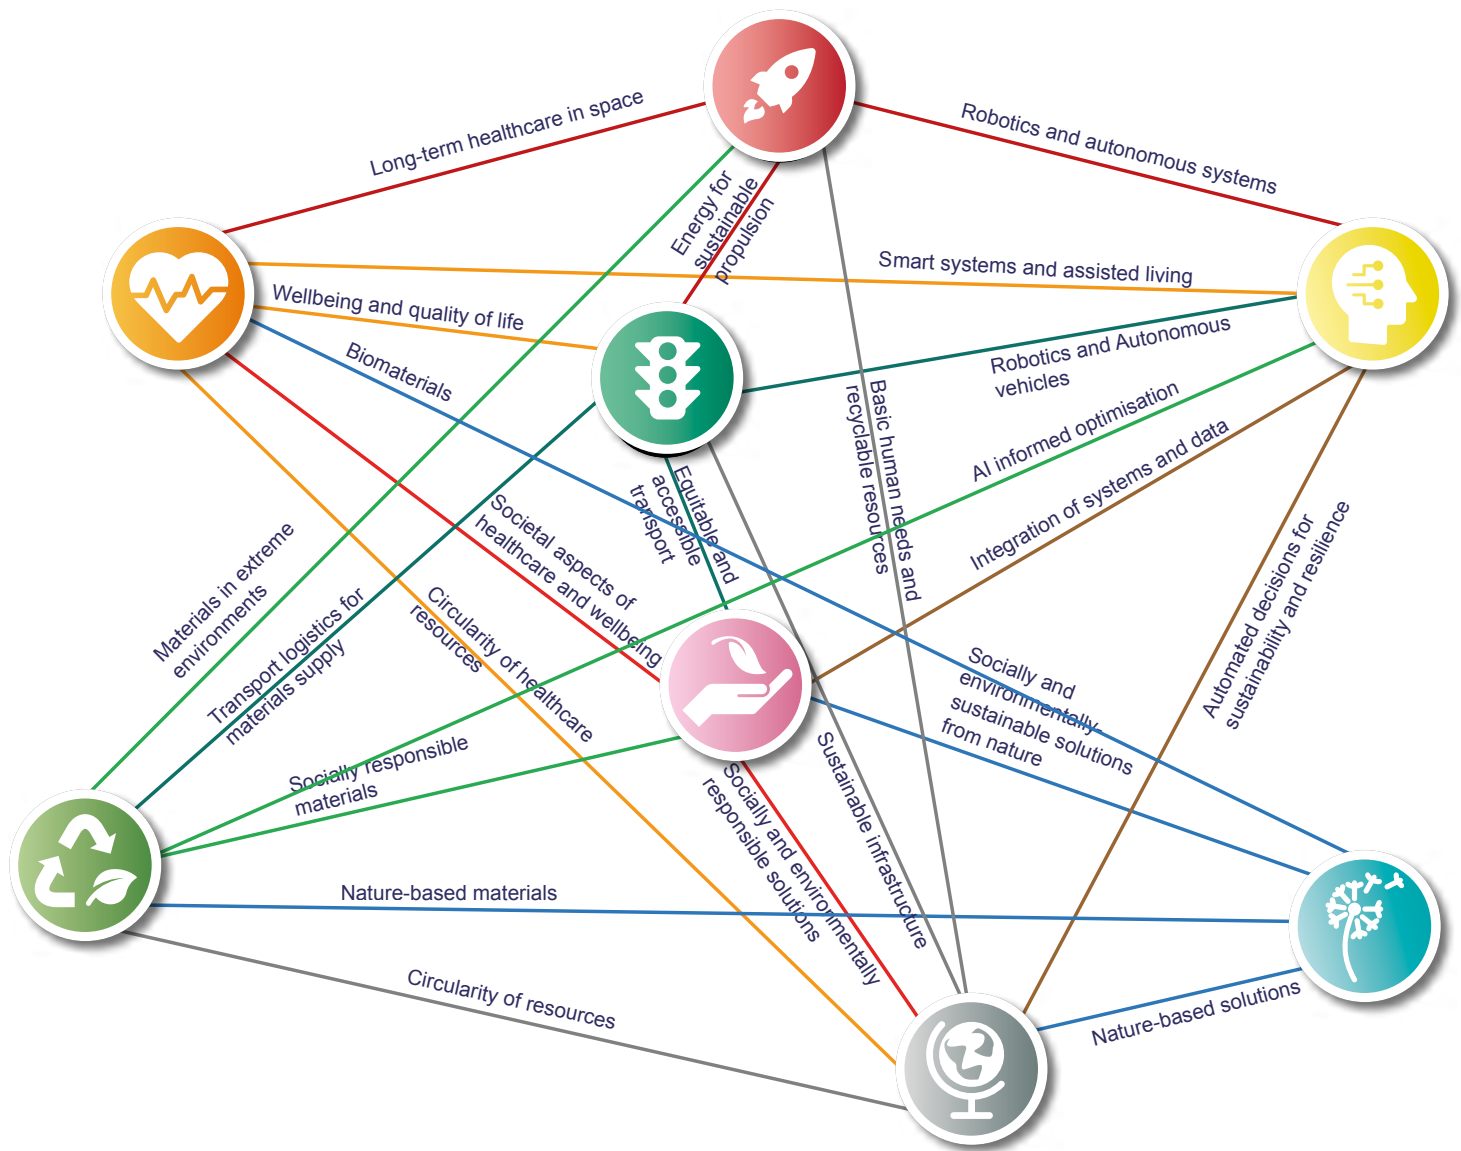 Long-term healthcare in space
Robotics and autonomous systems
Energy for
sustainable
propulsion
Smart systems and assisted living
Wellbeing and quality of life
Robotics and Autonomous
vehicles
Biomaterials
Basic human needs and
recyclable resources
AI informed optimisation
Integration of systems and data
Equitable and
accessible
transport
Societal aspects of
healthcare and wellbeing
Automated decisions for
sustainability and resilience
Materials in extreme
environments
Transport logistics for
materials supply
Circularity of healthcare
resources
Socially and
environmentally-
sustainable solutions
from nature
Socially responsible
materials
Sustainable infrastructure
Socially and environmentally
responsible solutions
Nature-based materials
Circularity of resources
Nature-based solutions